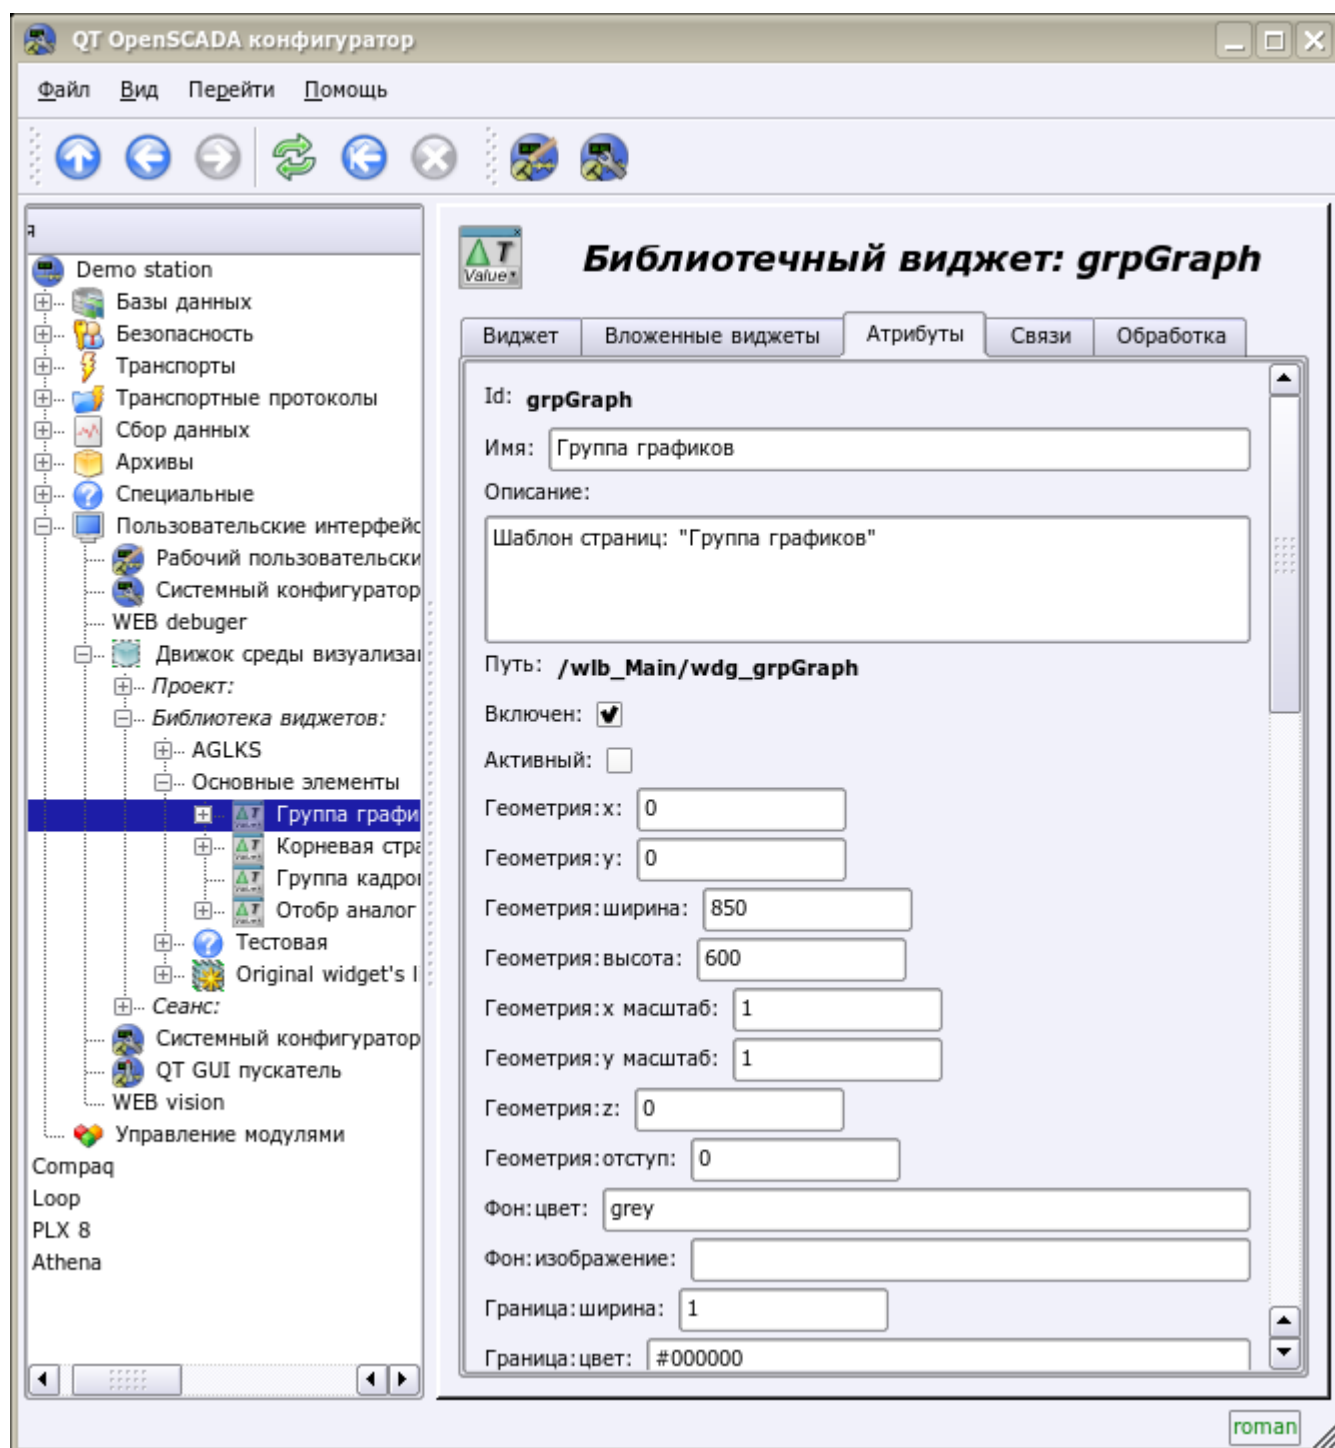 QT OpenSCADA конфигуратор
Файл Вид Перейти Помощь
я
Demo station
Базы данных
Безопасность
Транспорты
Транспортные протоколы
Сбор данных
Архивы
Специальные
Пользовательские интерфейс
Рабочий пользовательски
Системный конфигуратор
WEB debuger
Движок среды визуализа
Проект:
Библиотека виджетов:
AGLKS
Основные элементы
Группа графи
Корневая стра
Группа кадро
Отобр аналог
Тестовая
Original widget's l
Сеанс:
Системный конфигуратор
QT GUI пускатель
WEB vision
Управление модулями
Compaq
Loop
PLX 8
Athena
Библиотечный виджет: grpGraph
Виджет Вложенные виджеты Атрибуты Связи Обработка
Id: grpGraph
Имя: Группа графиков
Описание:
Шаблон страниц: "Группа графиков"
Путь: /wlb_Main/wdg_grpGraph
Включен:
Активный:
Геометрия:x: 0
Геометрия:y: 0
Геометрия:ширина: 850
Геометрия:высота: 600
Геометрия:x масштаб: 1
Геометрия:y масштаб: 1
Геометрия:z: 0
Геометрия:отступ: 0
Фон:цвет: grey
Фон:изображение:
Граница:ширина: 1
Граница:цвет: #000000
roman